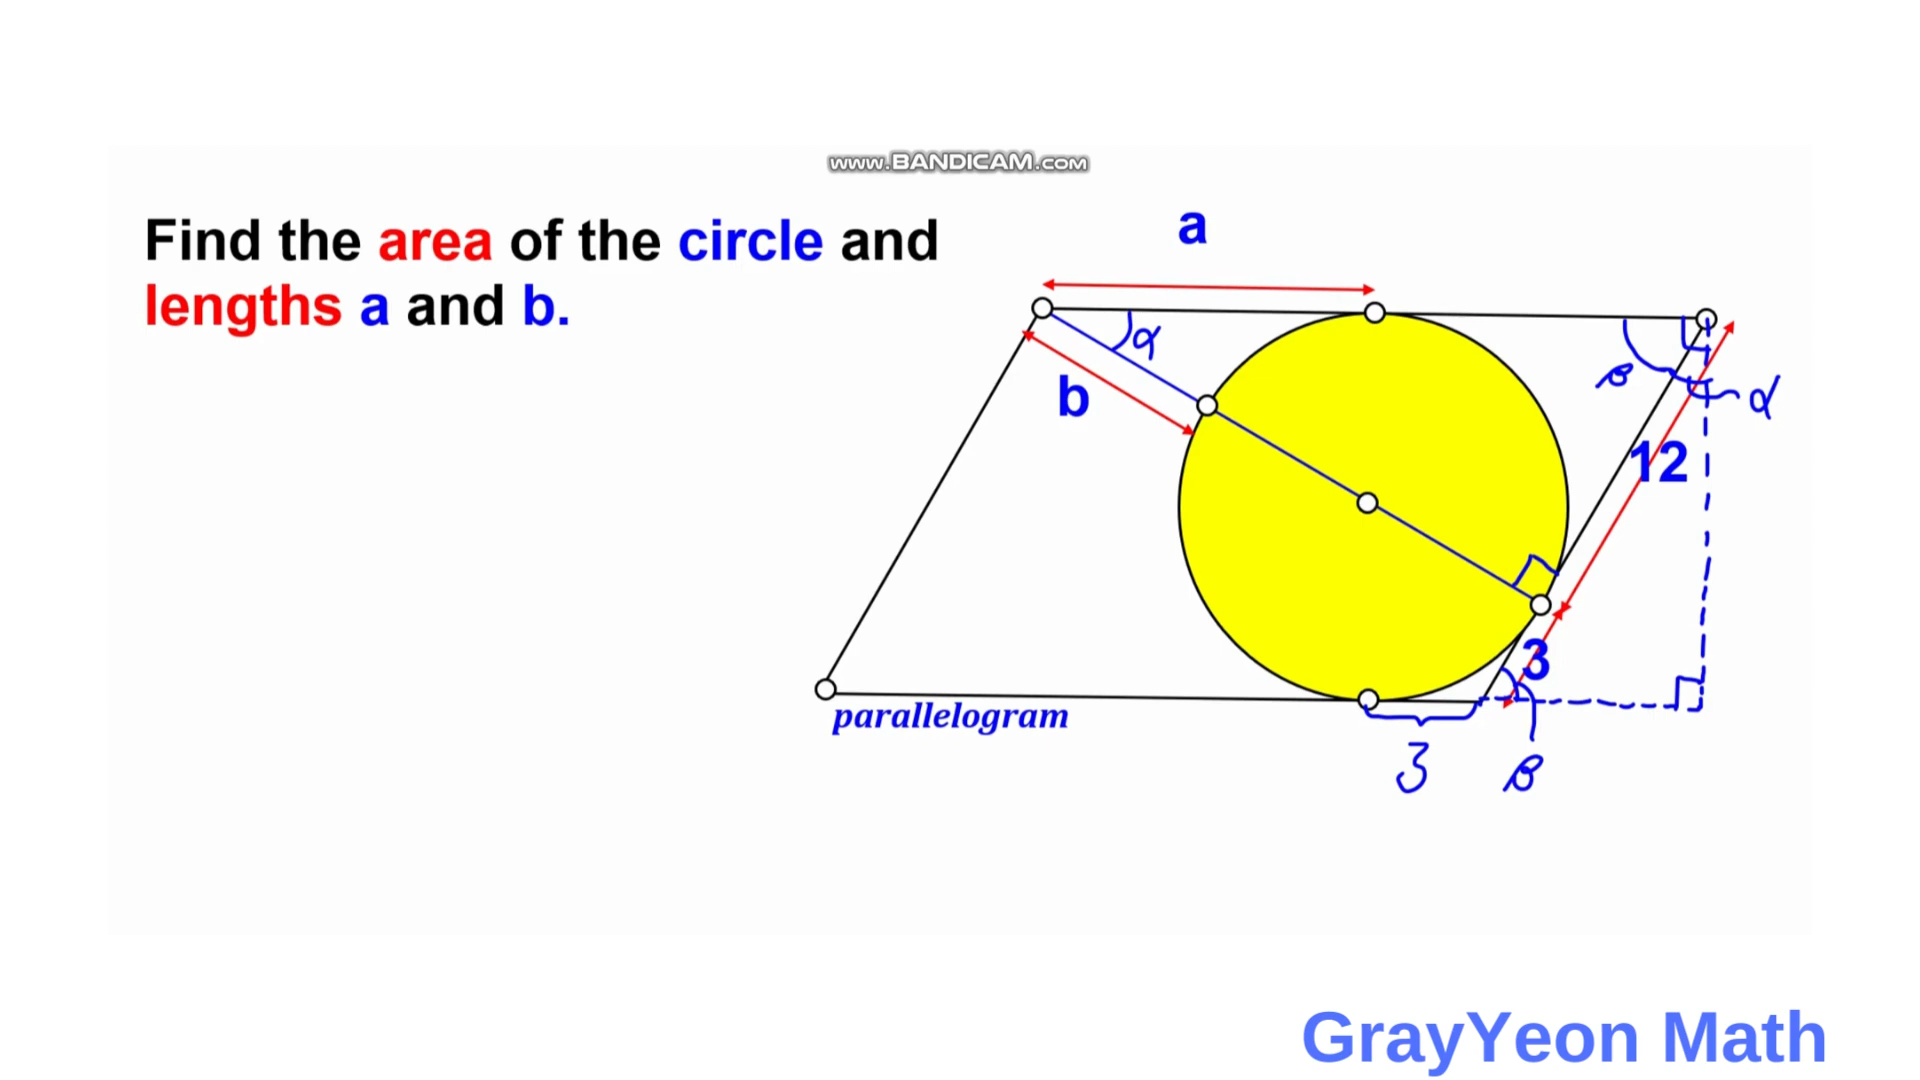 www.BANDICAM.com
Find the area of the circle and
lengths a and b.
a
α
b
β
α
12
3
parallelogram
3
β
GrayYeon Math